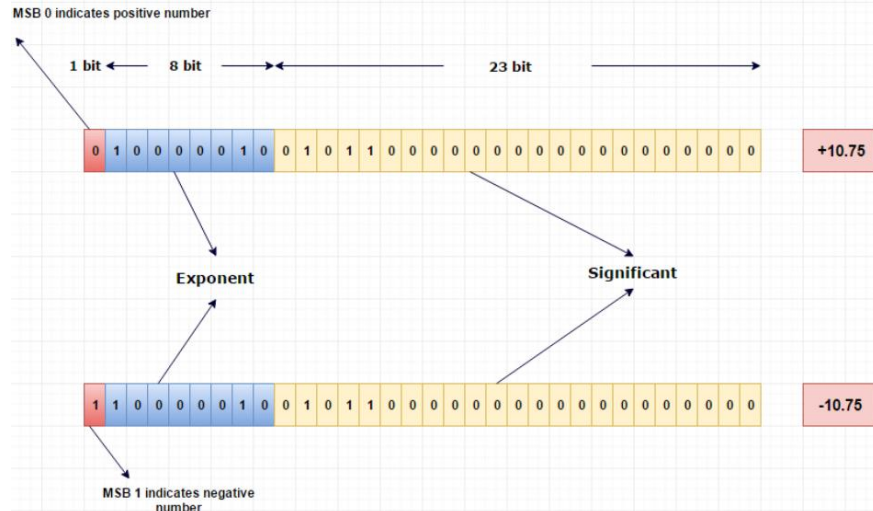 MSB 0 indicates positive number
1 bit 8 bit 23 bit
0 1 0 0 0 0 0 1 0 0 1 0 1 1 0 0 0 0 0 0 0 0 0 0 0 0 0 0 0 0 0 0 +10.75
Exponent Significant
1 1 0 0 0 0 0 1 0 0 1 0 1 1 0 0 0 0 0 0 0 0 0 0 0 0 0 0 0 0 0 0 -10.75
MSB 1 indicates negative
number